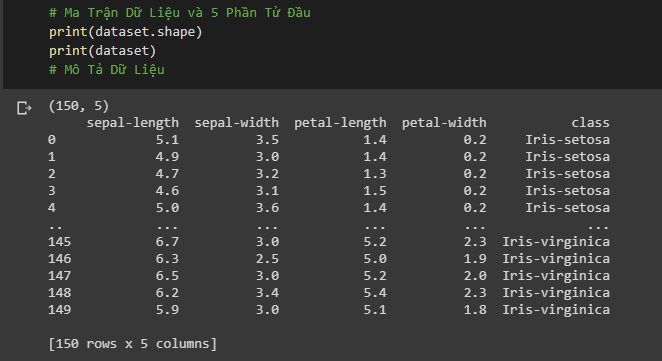 # Ma Trận Dữ Liệu và 5 Phần Tử Đầu
print(dataset.shape)
print(dataset)
# Mô Tả Dữ Liệu
(150, 5)
sepal-length sepal-width petal-length petal-width class
0 5.1 3.5 1.4 0.2 Iris-setosa
1 4.9 3.0 1.4 0.2 Iris-setosa
2 4.7 3.2 1.3 0.2 Iris-setosa
3 4.6 3.1 1.5 0.2 Iris-setosa
4 5.0 3.6 1.4 0.2 Iris-setosa
.. ... ... ... ... ...
145 6.7 3.0 5.2 2.3 Iris-virginica
146 6.3 2.5 5.0 1.9 Iris-virginica
147 6.5 3.0 5.2 2.0 Iris-virginica
148 6.2 3.4 5.4 2.3 Iris-virginica
149 5.9 3.0 5.1 1.8 Iris-virginica
[150 rows x 5 columns]